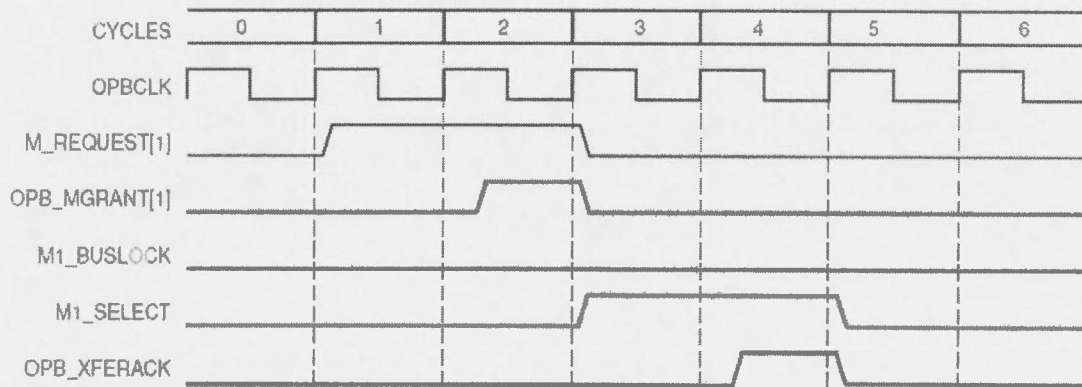 CYCLES 0 1 2 3 4 5 6
OPBCLK
M_REQUEST[1]
OPB_MGRANT[1]
M1_BUSLOCK
M1_SELECT
OPB_XFERACK